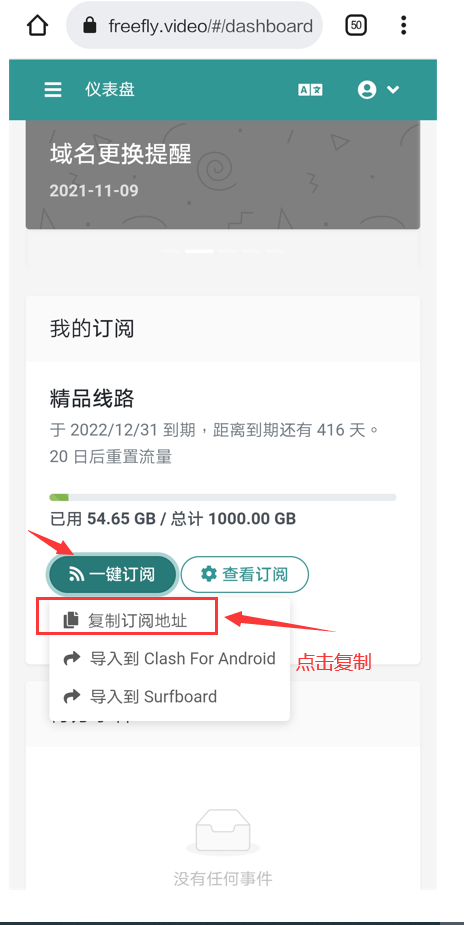 freefly.video/#/dashboard
50
仪表盘
域名更换提醒
2021-11-09
我的订阅
精品线路
于 2022/12/31 到期，距离到期还有 416 天。
20 日后重置流量
已用 54.65 GB / 总计 1000.00 GB
一键订阅 查看订阅
复制订阅地址
导入到 Clash For Android
点击复制
导入到 Surfboard
没有任何事件